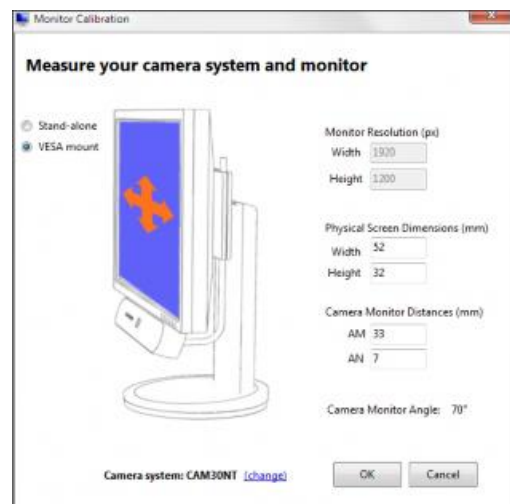 Monitor Calibration
Measure your camera system and monitor
Stand-alone
VESA mount
Monitor Resolution (px)
Width 1920
Height 1200
Physical Screen Dimensions (mm)
Width 52
Height 32
Camera Monitor Distances (mm)
AM 33
AN 7
Camera Monitor Angle: 70°
Camera system: CAM30NT (change)
OK Cancel